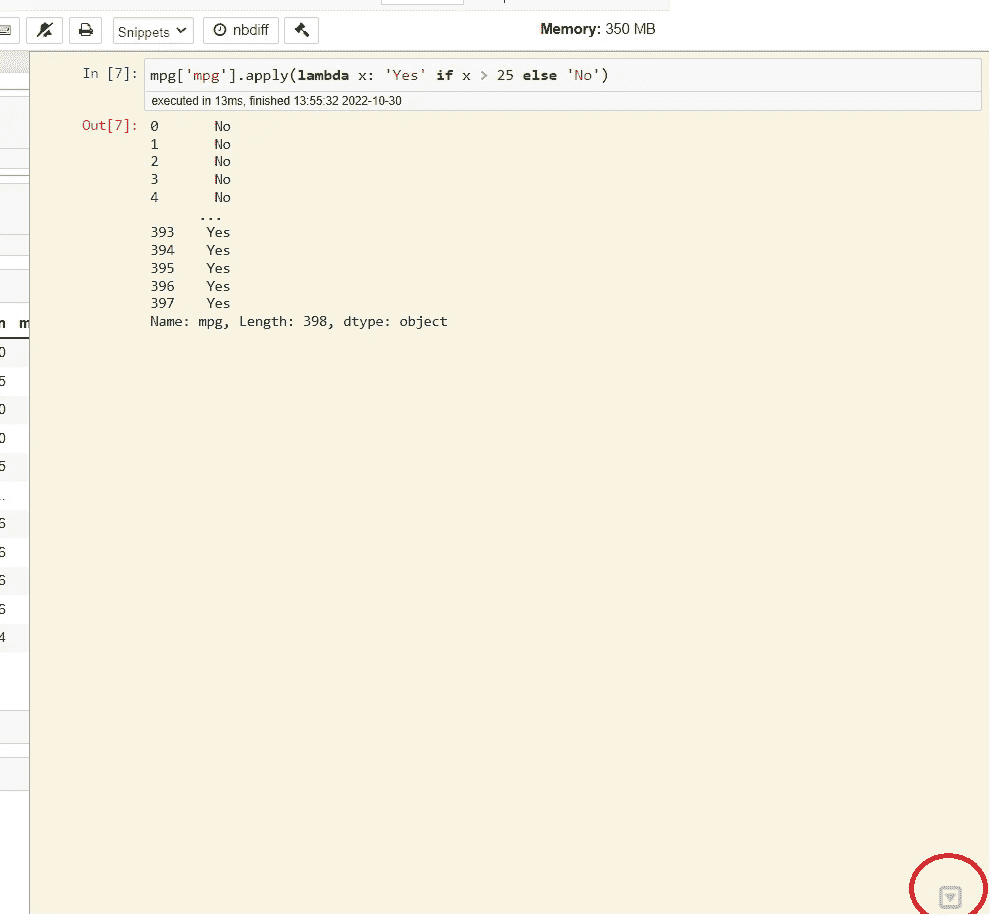 Snippets nbdiff Memory: 350 MB
In [7]: mpg['mpg'].apply(lambda x: 'Yes' if x > 25 else 'No')
executed in 13ms, finished 13:55:32 2022-10-30
Out[7]: 0 No
1 No
2 No
3 No
4 No
...
393 Yes
394 Yes
395 Yes
396 Yes
397 Yes
Name: mpg, Length: 398, dtype: object
n m
0
5
0
0
5
.
6
6
6
6
4